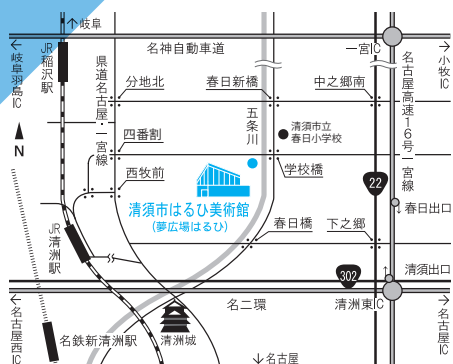 ↑岐阜
名神自動車道
一宮IC
←岐阜羽島IC
JR稲沢駅
県道名古屋・一宮線
→小牧IC
名古屋高速16号一宮線
分地北
春日新橋
中之郷南
五条川
清須市立
春日小学校
四番割
N
西牧前
学校橋
22
清須市はるひ美術館
(夢広場はるひ)
春日橋
下之郷
春日出口
JR清洲駅
302
清須出口
←名古屋西IC
名二環
清洲東IC
→名古屋IC
名鉄新清洲駅
清洲城
↓名古屋